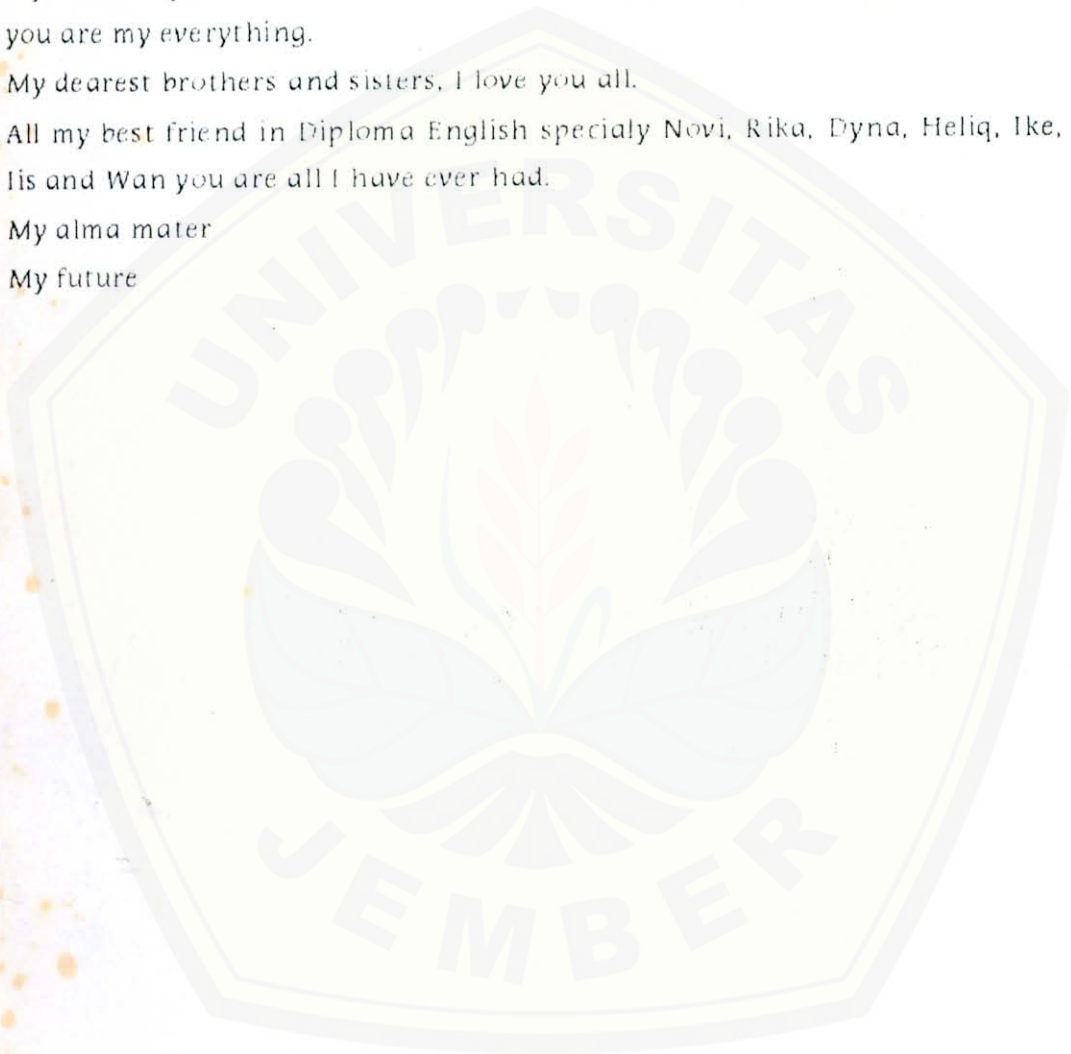 you are my everything.
My dearest brothers and sisters, I love you all.
All my best friend in Diploma English specialy Novi, Rika, Dyna, Heliq, Ike,
Iis and Wan you are all I have ever had.
My alma mater
My future
UNIVERSITAS
JEMBER